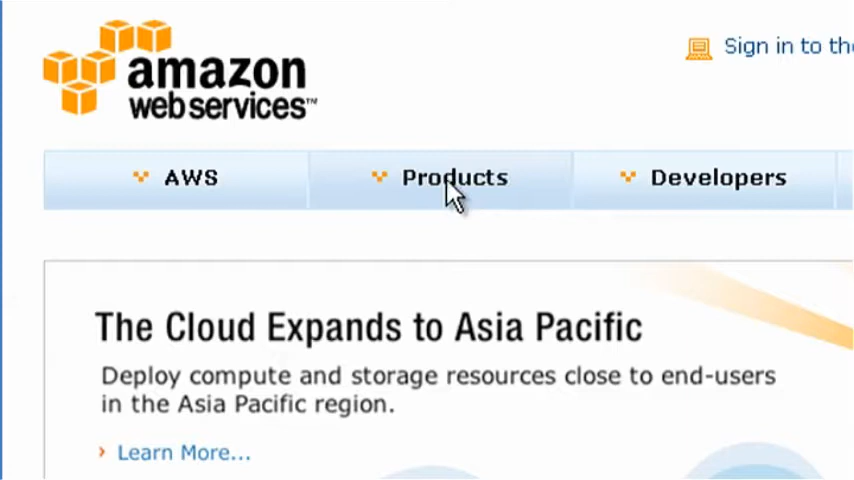 amazon
webservices™
Sign in to th
AWS
Products
Developers
The Cloud Expands to Asia Pacific
Deploy compute and storage resources close to end-users
in the Asia Pacific region.
Learn More...